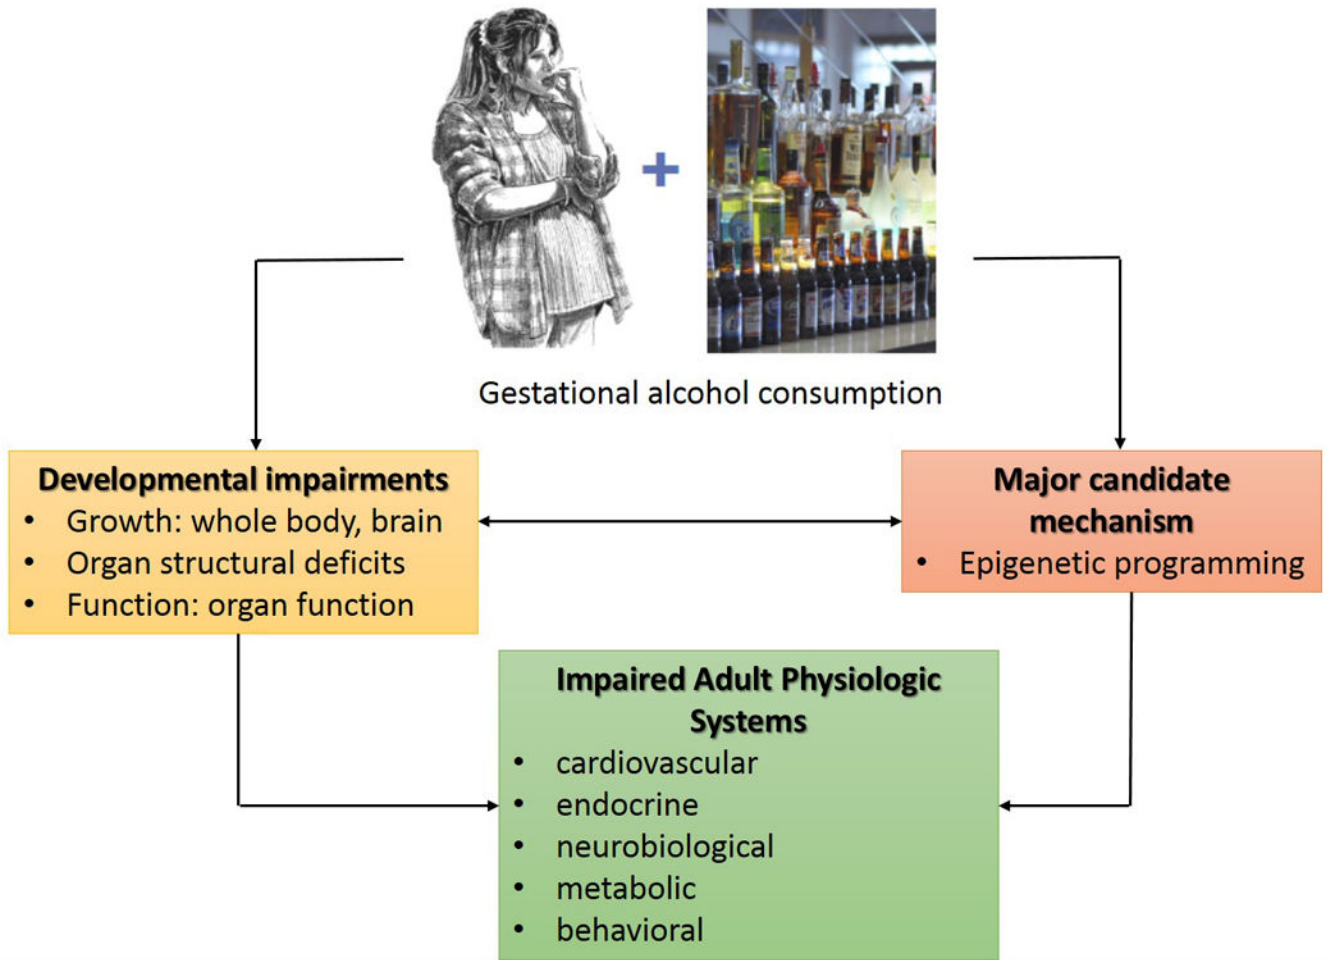 +
Gestational alcohol consumption
Developmental impairments
• Growth: whole body, brain
• Organ structural deficits
• Function: organ function
Major candidate
mechanism
• Epigenetic programming
Impaired Adult Physiologic
Systems
• cardiovascular
• endocrine
• neurobiological
• metabolic
• behavioral